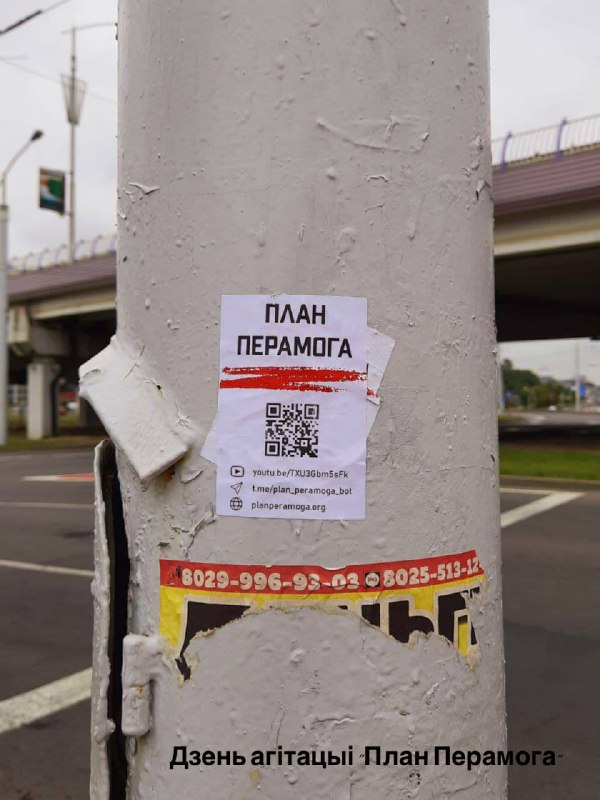 ПЛАН
ПЕРАМОГА
youtu.be/TXU3Gbm5sFk
t.me/plan_peramoga_bot
planperamoga.org
8029-996-93-03 8025-513-12
Дзень агітацыі "План Перамога"